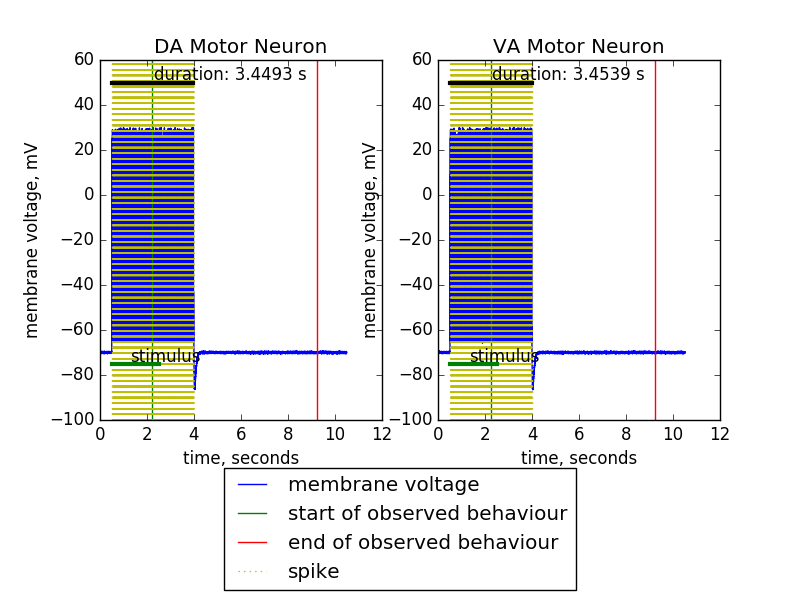 DA Motor Neuron
VA Motor Neuron
duration: 3.4493 s
duration: 3.4539 s
60
40
20
0
−20
−40
−60
−80
−100
membrane voltage, mV
stimulus
0 2 4 6 8 10 12
time, seconds
60
40
20
0
−20
−40
−60
−80
−100
membrane voltage, mV
stimulus
0 2 4 6 8 10 12
time, seconds
membrane voltage
start of observed behaviour
end of observed behaviour
spike